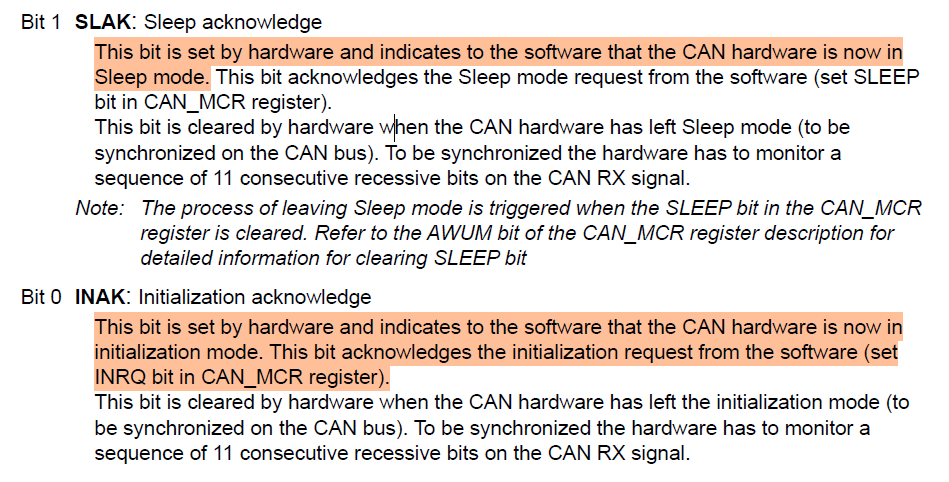 Bit 1 SLAK: Sleep acknowledge
This bit is set by hardware and indicates to the software that the CAN hardware is now in
Sleep mode. This bit acknowledges the Sleep mode request from the software (set SLEEP
bit in CAN_MCR register).
This bit is cleared by hardware when the CAN hardware has left Sleep mode (to be
synchronized on the CAN bus). To be synchronized the hardware has to monitor a
sequence of 11 consecutive recessive bits on the CAN RX signal.
Note: The process of leaving Sleep mode is triggered when the SLEEP bit in the CAN_MCR
register is cleared. Refer to the AWUM bit of the CAN_MCR register description for
detailed information for clearing SLEEP bit
Bit 0 INAK: Initialization acknowledge
This bit is set by hardware and indicates to the software that the CAN hardware is now in
initialization mode. This bit acknowledges the initialization request from the software (set
INRQ bit in CAN_MCR register).
This bit is cleared by hardware when the CAN hardware has left the initialization mode (to
be synchronized on the CAN bus). To be synchronized the hardware has to monitor a
sequence of 11 consecutive recessive bits on the CAN RX signal.